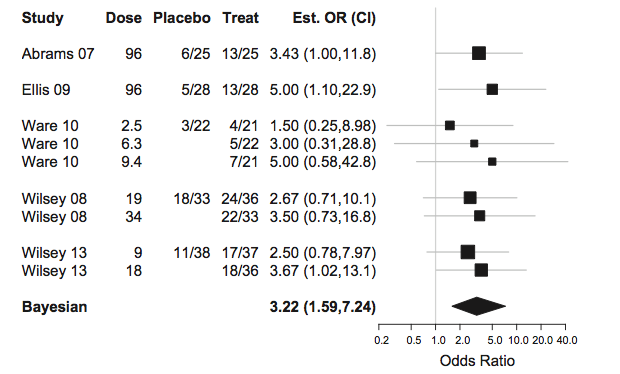 Study Dose Placebo Treat Est. OR (CI)
Abrams 07 96 6/25 13/25 3.43 (1.00,11.8)
Ellis 09 96 5/28 13/28 5.00 (1.10,22.9)
Ware 10 2.5 3/22 4/21 1.50 (0.25,8.98)
Ware 10 6.3 5/22 3.00 (0.31,28.8)
Ware 10 9.4 7/21 5.00 (0.58,42.8)
Wilsey 08 19 18/33 24/36 2.67 (0.71,10.1)
Wilsey 08 34 22/33 3.50 (0.73,16.8)
Wilsey 13 9 11/38 17/37 2.50 (0.78,7.97)
Wilsey 13 18 18/36 3.67 (1.02,13.1)
Bayesian 3.22 (1.59,7.24)
0.2 0.5 1.0 2.0 5.0 10.0 20.0 40.0
Odds Ratio